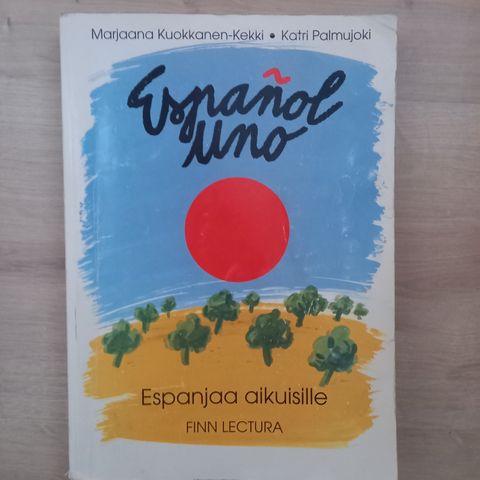 Marjaana Kuokkanen-Kekki • Katri Palmujoki
Español
uno
Espanjaa aikuisille
FINN LECTURA